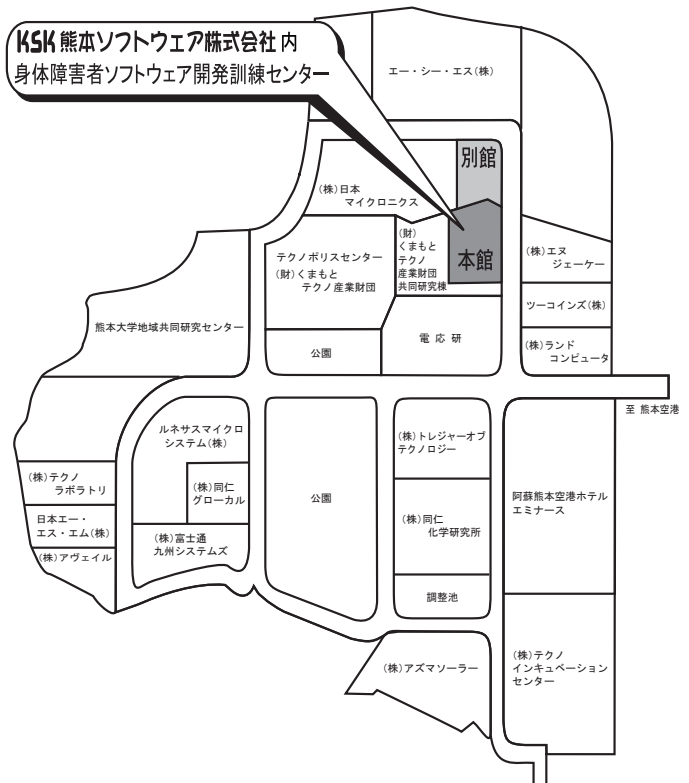 KSK 熊本ソフトウェア株式会社 内
身体障害者ソフトウェア開発訓練センター
エー・シー・エス(株)
別館
(株)日本
マイクロニクス
本館
(財)
くまもと
テクノ
産業財団
共同研究棟
テクノポリスセンター
(財)くまもと
テクノ産業財団
(株)エヌ
ジェーケー
ツーコインズ(株)
熊本大学地域共同研究センター
公園
電応研
(株)ランド
コンピュータ
至 熊本空港
ルネサスマイクロ
システム(株)
(株)トレジャーオブ
テクノロジー
(株)テクノ
ラボラトリ
(株)同仁
グローカル
公園
阿蘇熊本空港ホテル
エミナース
日本エー・
エス・エム(株)
(株)同仁
化学研究所
(株)富士通
九州システムズ
(株)アヴェイル
調整池
(株)アズマソーラー
(株)テクノ
インキュベーション
センター